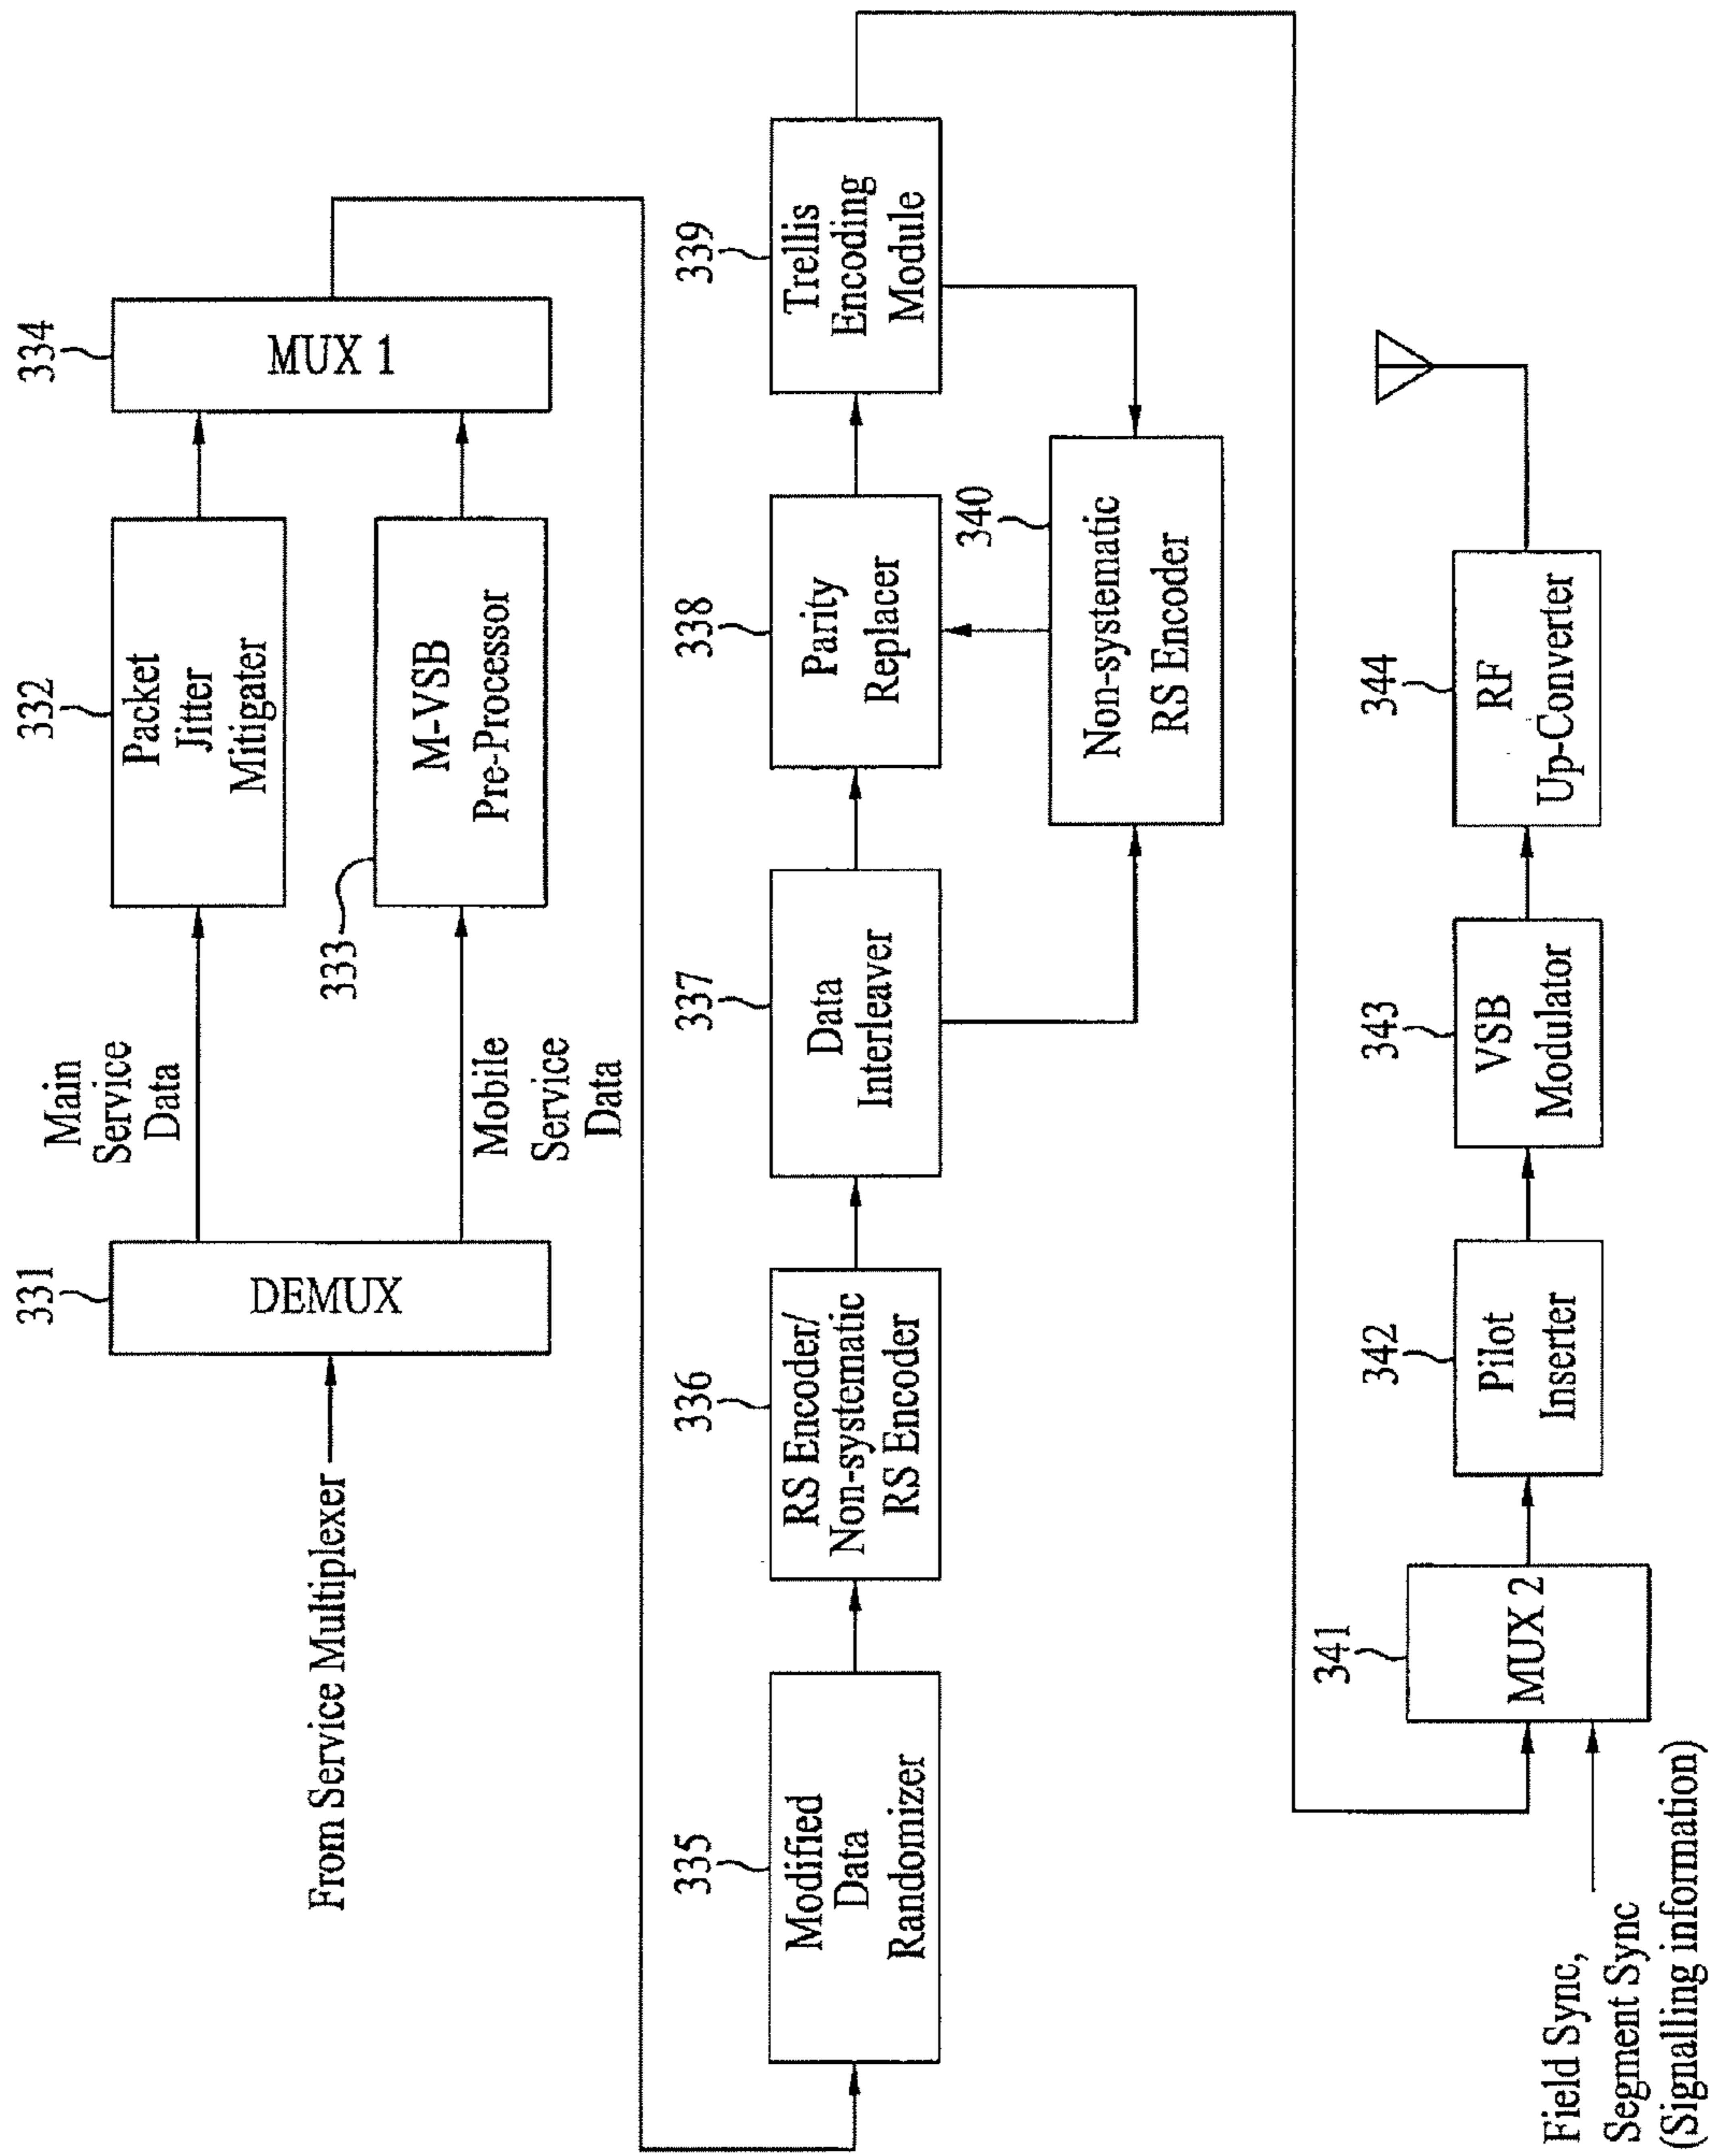 From Service Multiplexer
331
DEMUX
Main
Service
Data
Mobile
Service
Data
332
Packet
Jitter
Mitigater
333
M-VSB
Pre-Processor
334
MUX 1
335
Modified
Data
Randomizer
336
RS Encoder/
Non-systematic
RS Encoder
337
Data
Interleaver
338
Parity
Replacer
339
Trellis
Encoding
Module
340
Non-systematic
RS Encoder
Field Sync,
Segment Sync
(Signalling information)
341
MUX 2
342
Pilot
Inserter
343
VSB
Modulator
344
RF
Up-Converter